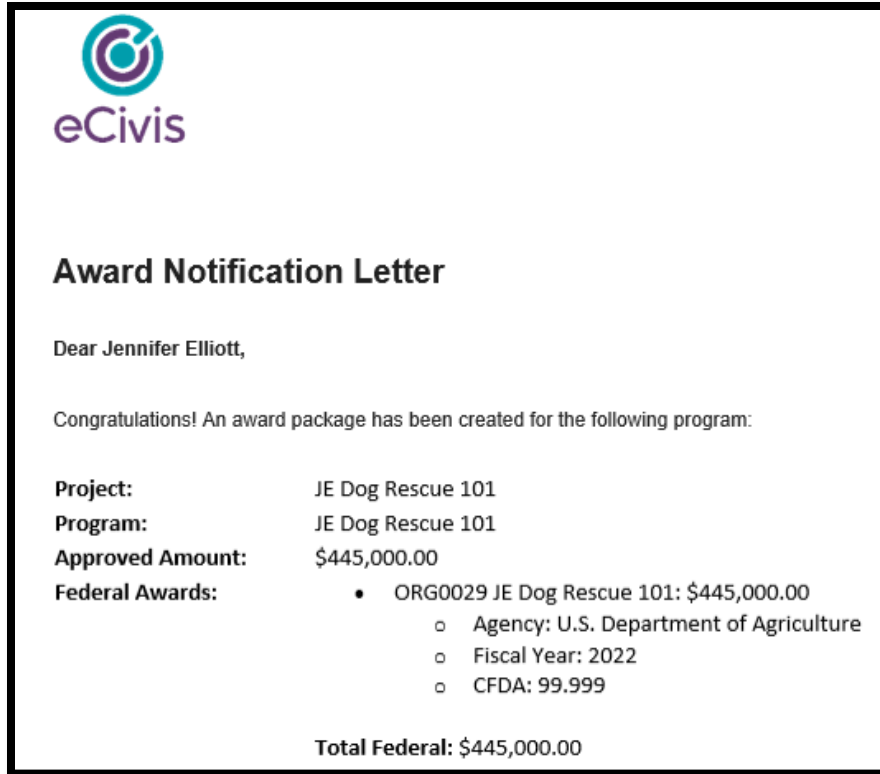 eCivis
Award Notification Letter
Dear Jennifer Elliott,
Congratulations! An award package has been created for the following program:
Project: JE Dog Rescue 101
Program: JE Dog Rescue 101
Approved Amount: $445,000.00
Federal Awards: • ORG0029 JE Dog Rescue 101: $445,000.00
o Agency: U.S. Department of Agriculture
o Fiscal Year: 2022
o CFDA: 99.999
Total Federal: $445,000.00